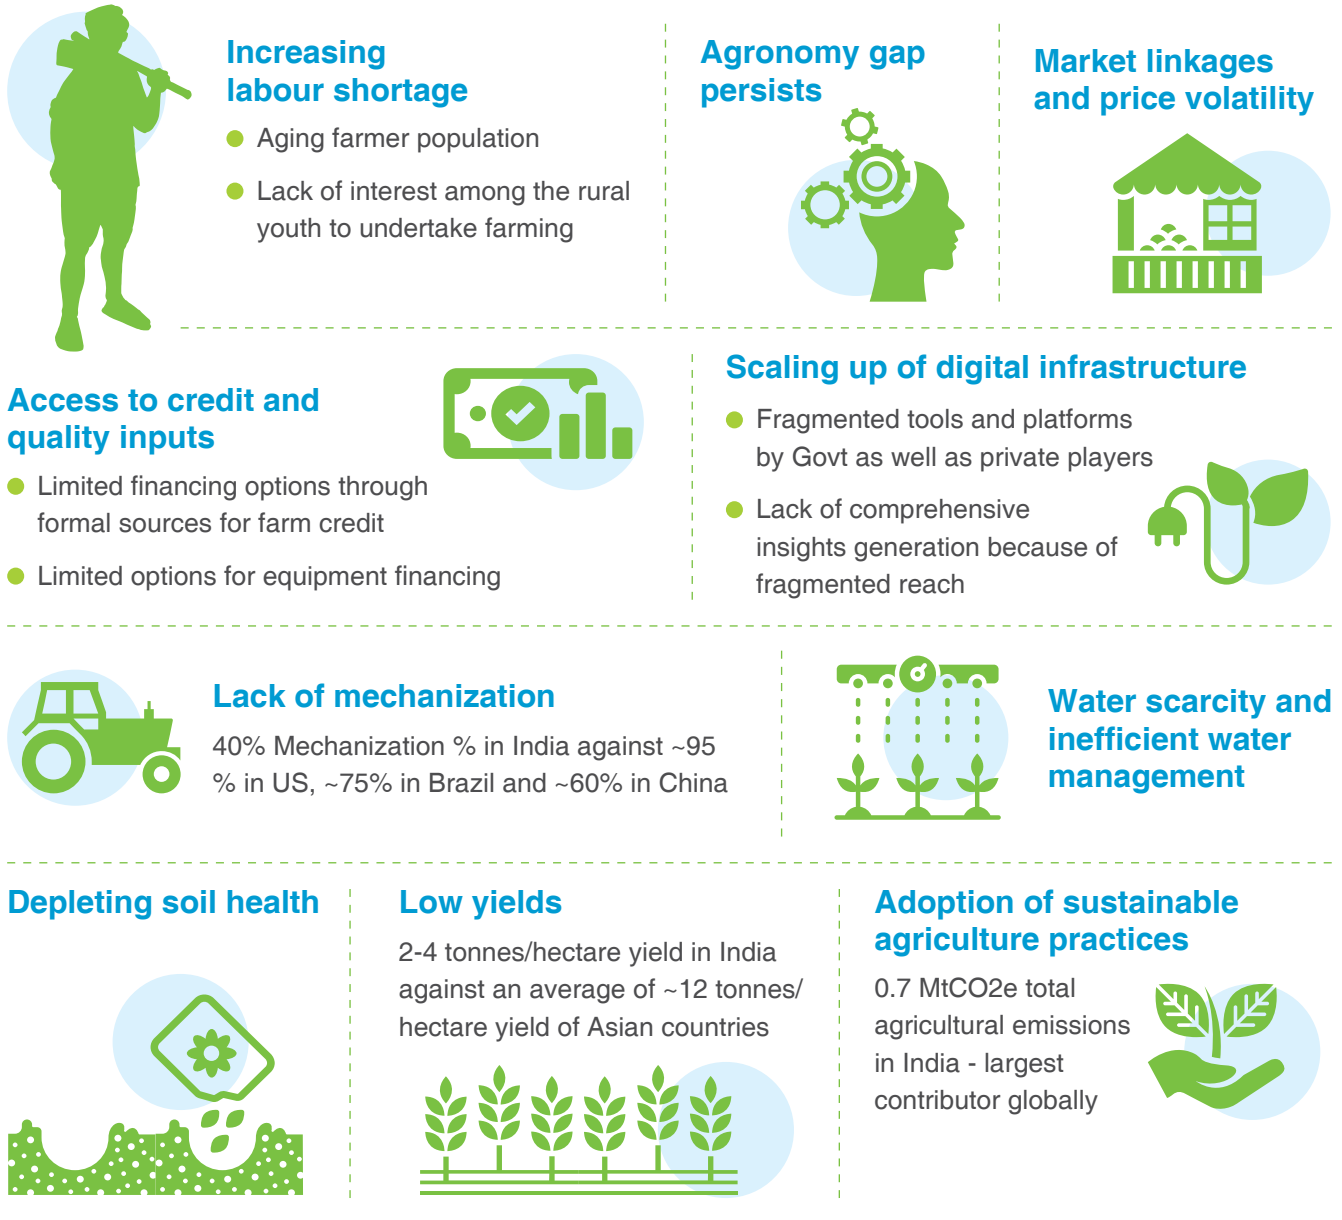 Increasing
labour shortage
Aging farmer population
Lack of interest among the rural
youth to undertake farming
Agronomy gap
persists
Market linkages
and price volatility
Access to credit and
quality inputs
Limited financing options through
formal sources for farm credit
Limited options for equipment financing
Scaling up of digital infrastructure
Fragmented tools and platforms
by Govt as well as private players
Lack of comprehensive
insights generation because of
fragmented reach
Lack of mechanization
40% Mechanization % in India against ~95
% in US, ~75% in Brazil and ~60% in China
Water scarcity and
inefficient water
management
Depleting soil health
Low yields
2-4 tonnes/hectare yield in India
against an average of ~12 tonnes/
hectare yield of Asian countries
Adoption of sustainable
agriculture practices
0.7 MtCO2e total
agricultural emissions
in India - largest
contributor globally